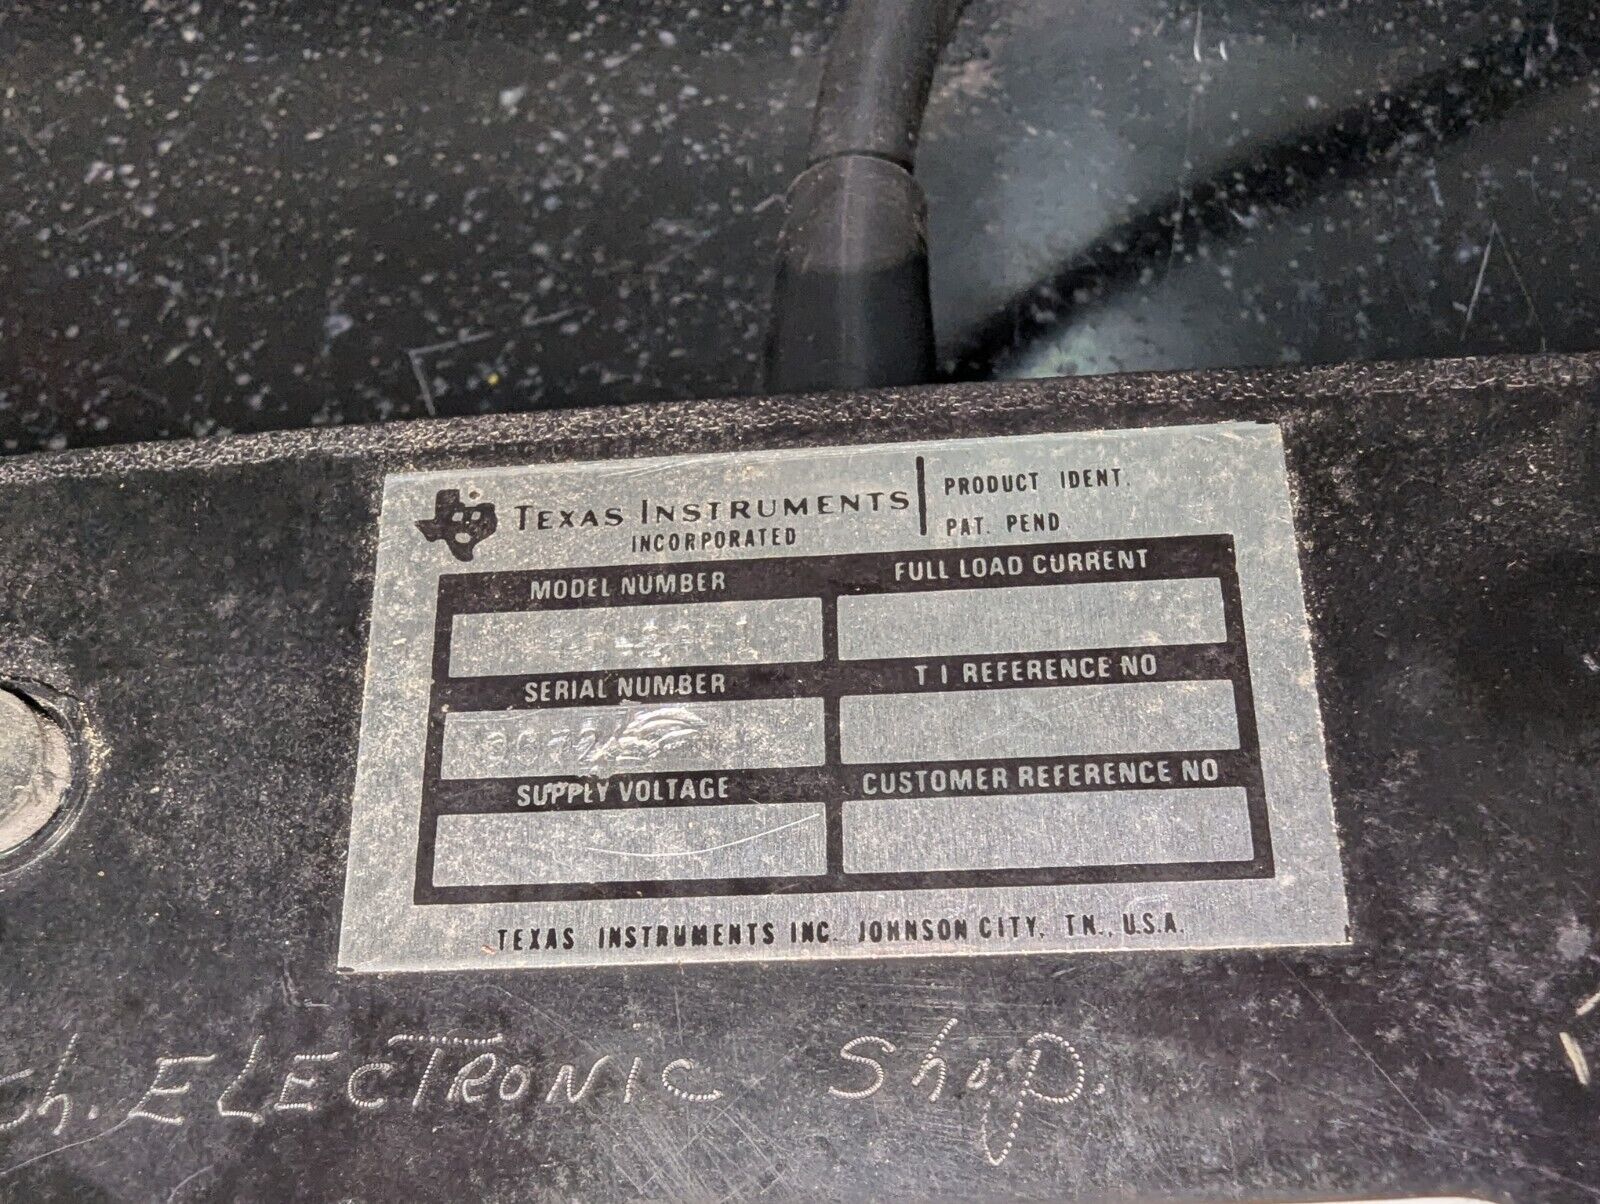 TEXAS INSTRUMENTS
INCORPORATED
PRODUCT IDENT.
PAT. PEND.
MODEL NUMBER
FULL LOAD CURRENT
SERIAL NUMBER
T I REFERENCE NO
SUPPLY VOLTAGE
CUSTOMER REFERENCE NO
TEXAS INSTRUMENTS INC. JOHNSON CITY, TN., U.S.A.
ELECTRONIC Shop.